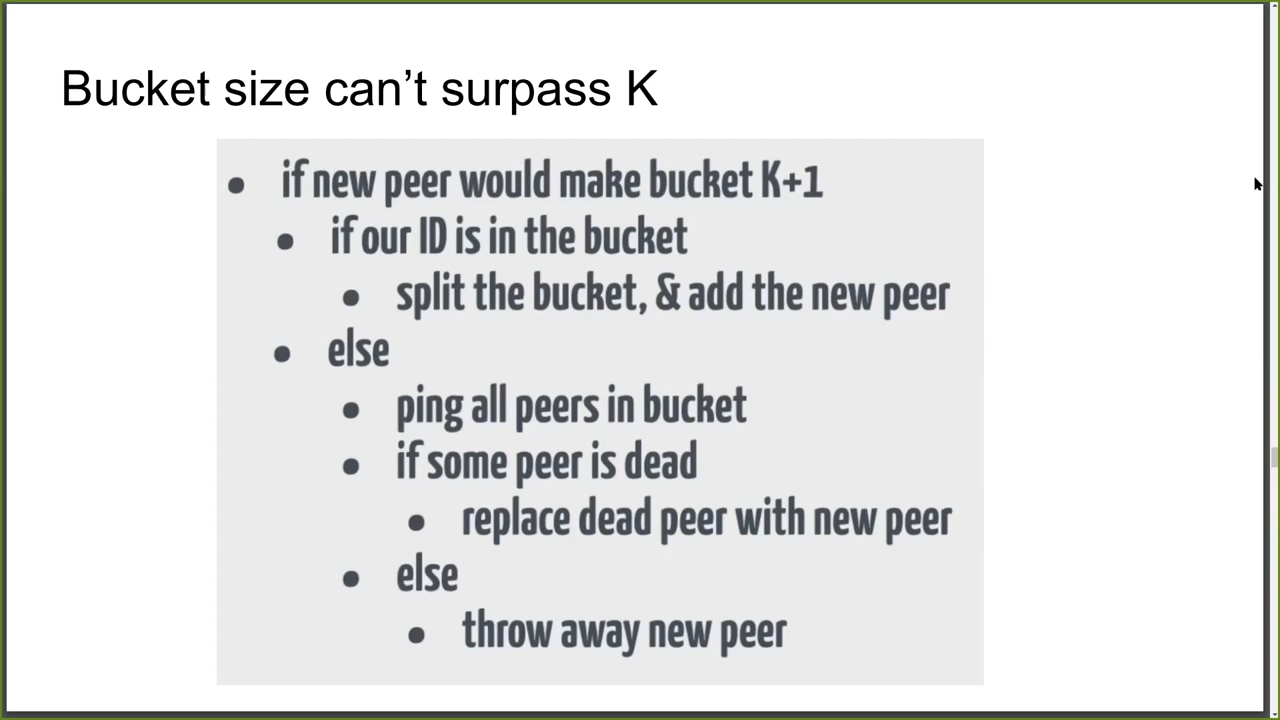 Bucket size can’t surpass K
• if new peer would make bucket K+1
• if our ID is in the bucket
• split the bucket, & add the new peer
• else
• ping all peers in bucket
• if some peer is dead
• replace dead peer with new peer
• else
• throw away new peer